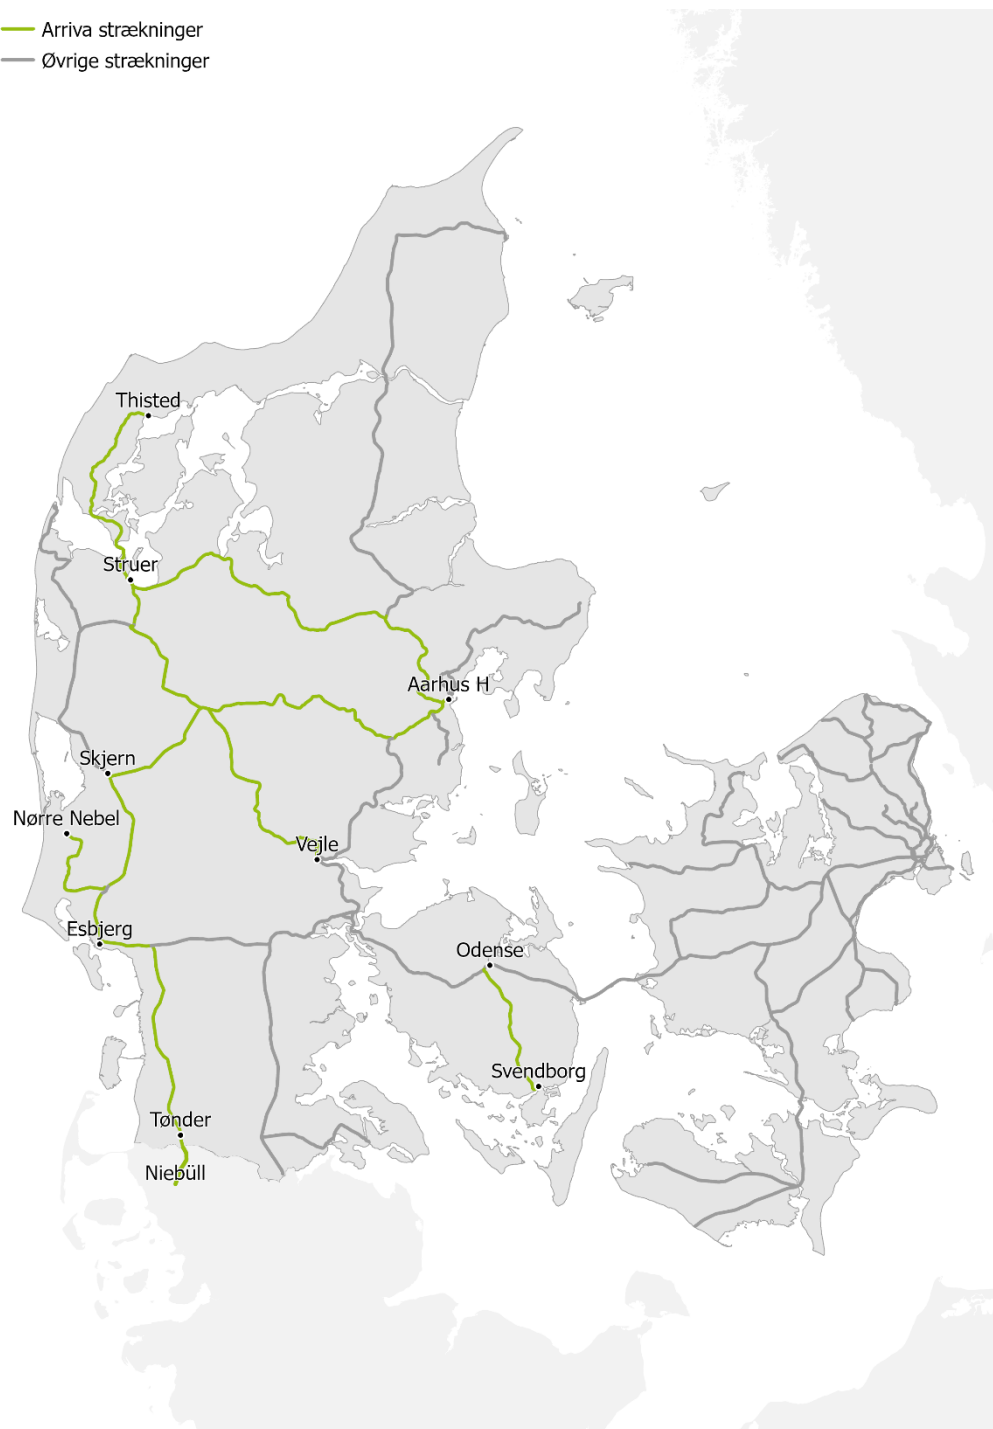 Arriva strækninger
Øvrige strækninger
Thisted
Struer
Aarhus H
Skjern
Nørre Nebel
Vejle
Esbjerg
Odense
Svendborg
Tønder
Niebüll